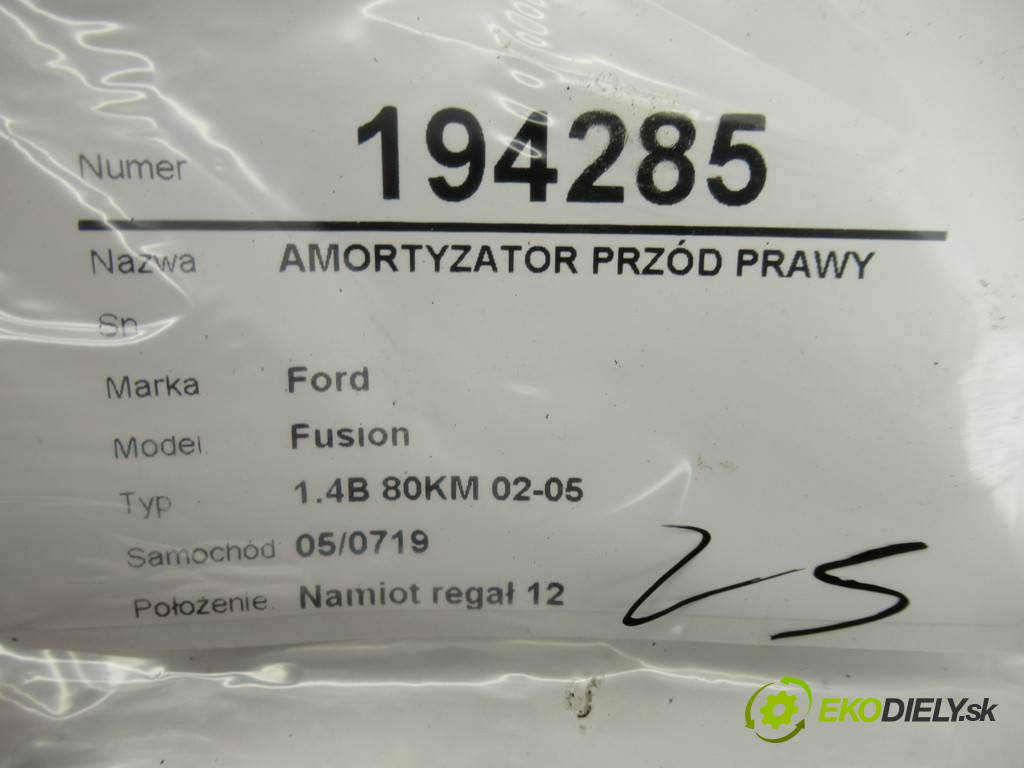 Numer 194285
Nazwa AMORTYZATOR PRZÓD PRAWY
Sn
Marka Ford
Model Fusion
Typ 1.4B 80KM 02-05
Samochód 05/0719
Położenie Namiot regał 12
25
EKODIELY.sk